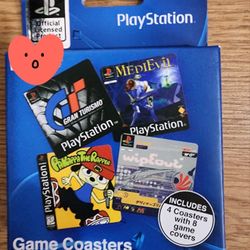 Official
Licensed
Product
PlayStation
MEDIEVIL
GRAN TURISMO
PlayStation
PaRappa The Rapper
wipEout
INCLUDES
4 Coasters
with 8
game
covers
Game Coasters